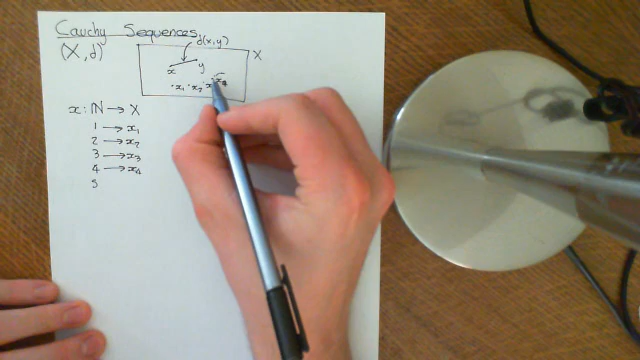 Cauchy Sequences
(X, d)
d(x,y)
X
x
y
x₁ x₂
x: ℕ → X
1 → x₁
2 → x₂
3 → x₃
4 → x₄
5